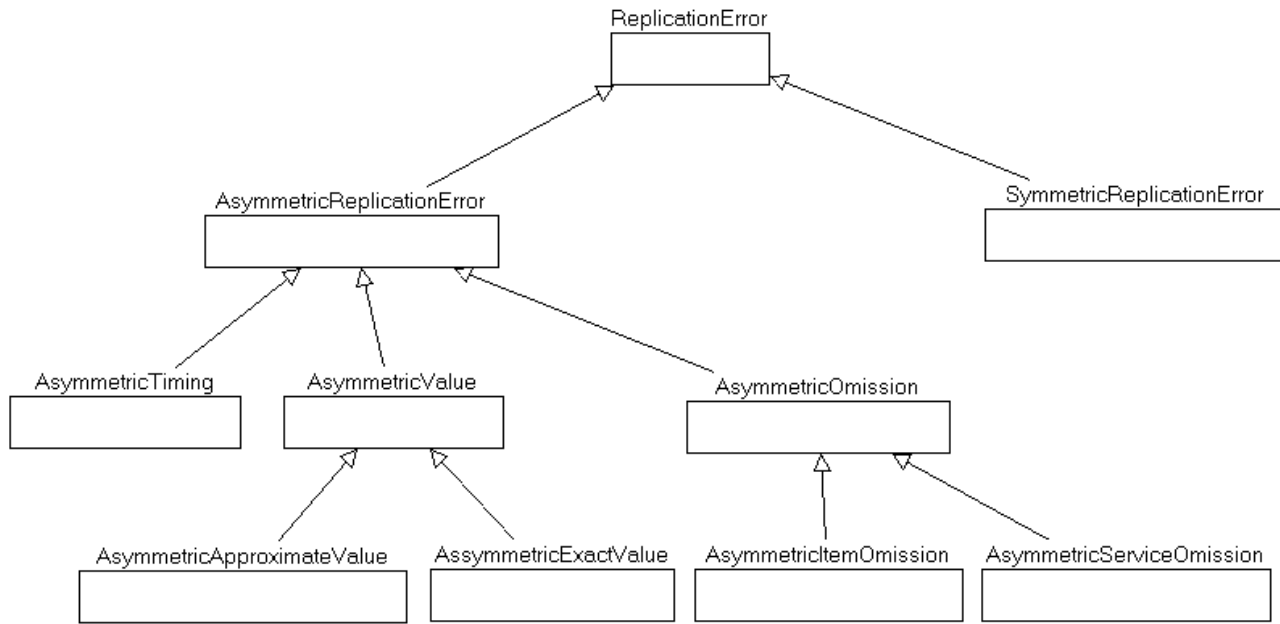 ReplicationError
AsymmetricReplicationError
SymmetricReplicationError
AsymmetricTiming
AsymmetricValue
AsymmetricOmission
AsymmetricApproximateValue
AssymmetricExactValue
AsymmetricItemOmission
AsymmetricServiceOmission